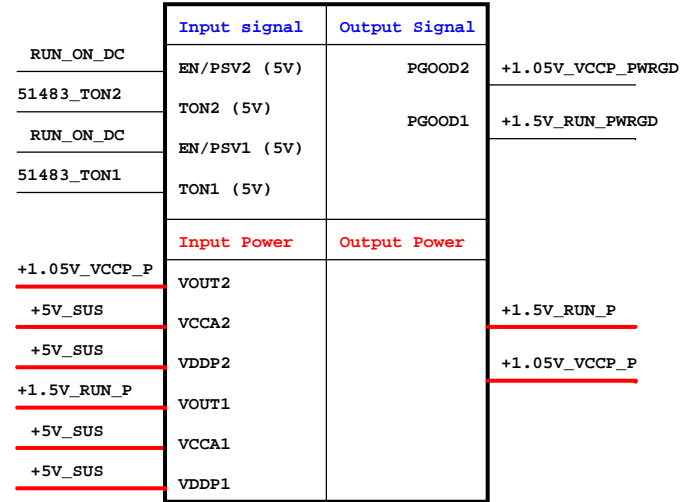 Input signal Output Signal
RUN_ON_DC EN/PSV2 (5V) PGOOD2 +1.05V_VCCP_PWRGD
51483_TON2 TON2 (5V) PGOOD1 +1.5V_RUN_PWRGD
RUN_ON_DC EN/PSV1 (5V)
51483_TON1 TON1 (5V)
Input Power Output Power
+1.05V_VCCP_P VOUT2
+5V_SUS VCCA2 +1.5V_RUN_P
+5V_SUS VDDP2 +1.05V_VCCP_P
+1.5V_RUN_P VOUT1
+5V_SUS VCCA1
+5V_SUS VDDP1